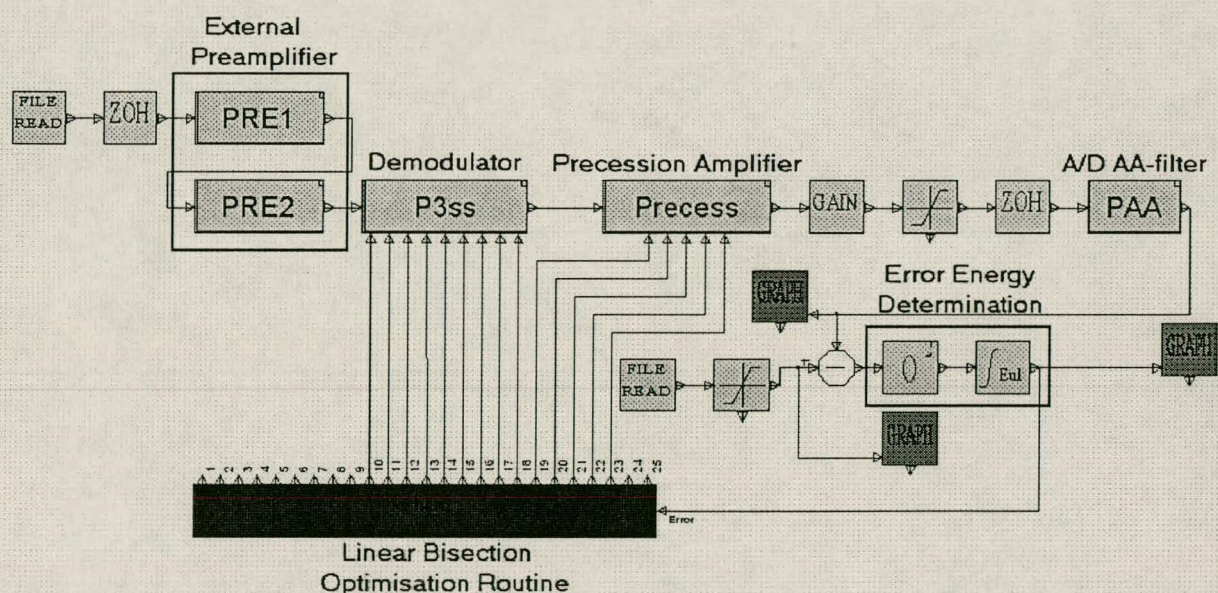 External
Preamplifier
FILE
READ
ZOH
PRE1
PRE2
Demodulator
P3ss
Precession Amplifier
Precess
GAIN
ZOH
A/D AA-filter
PAA
GRAPH
Error Energy
Determination
FILE
READ
Eul
GRAPH
GRAPH
1 2 3 4 5 6 7 8 9 10 11 12 13 14 15 16 17 18 19 20 21 22 23 24 25
Error
Linear Bisection
Optimisation Routine